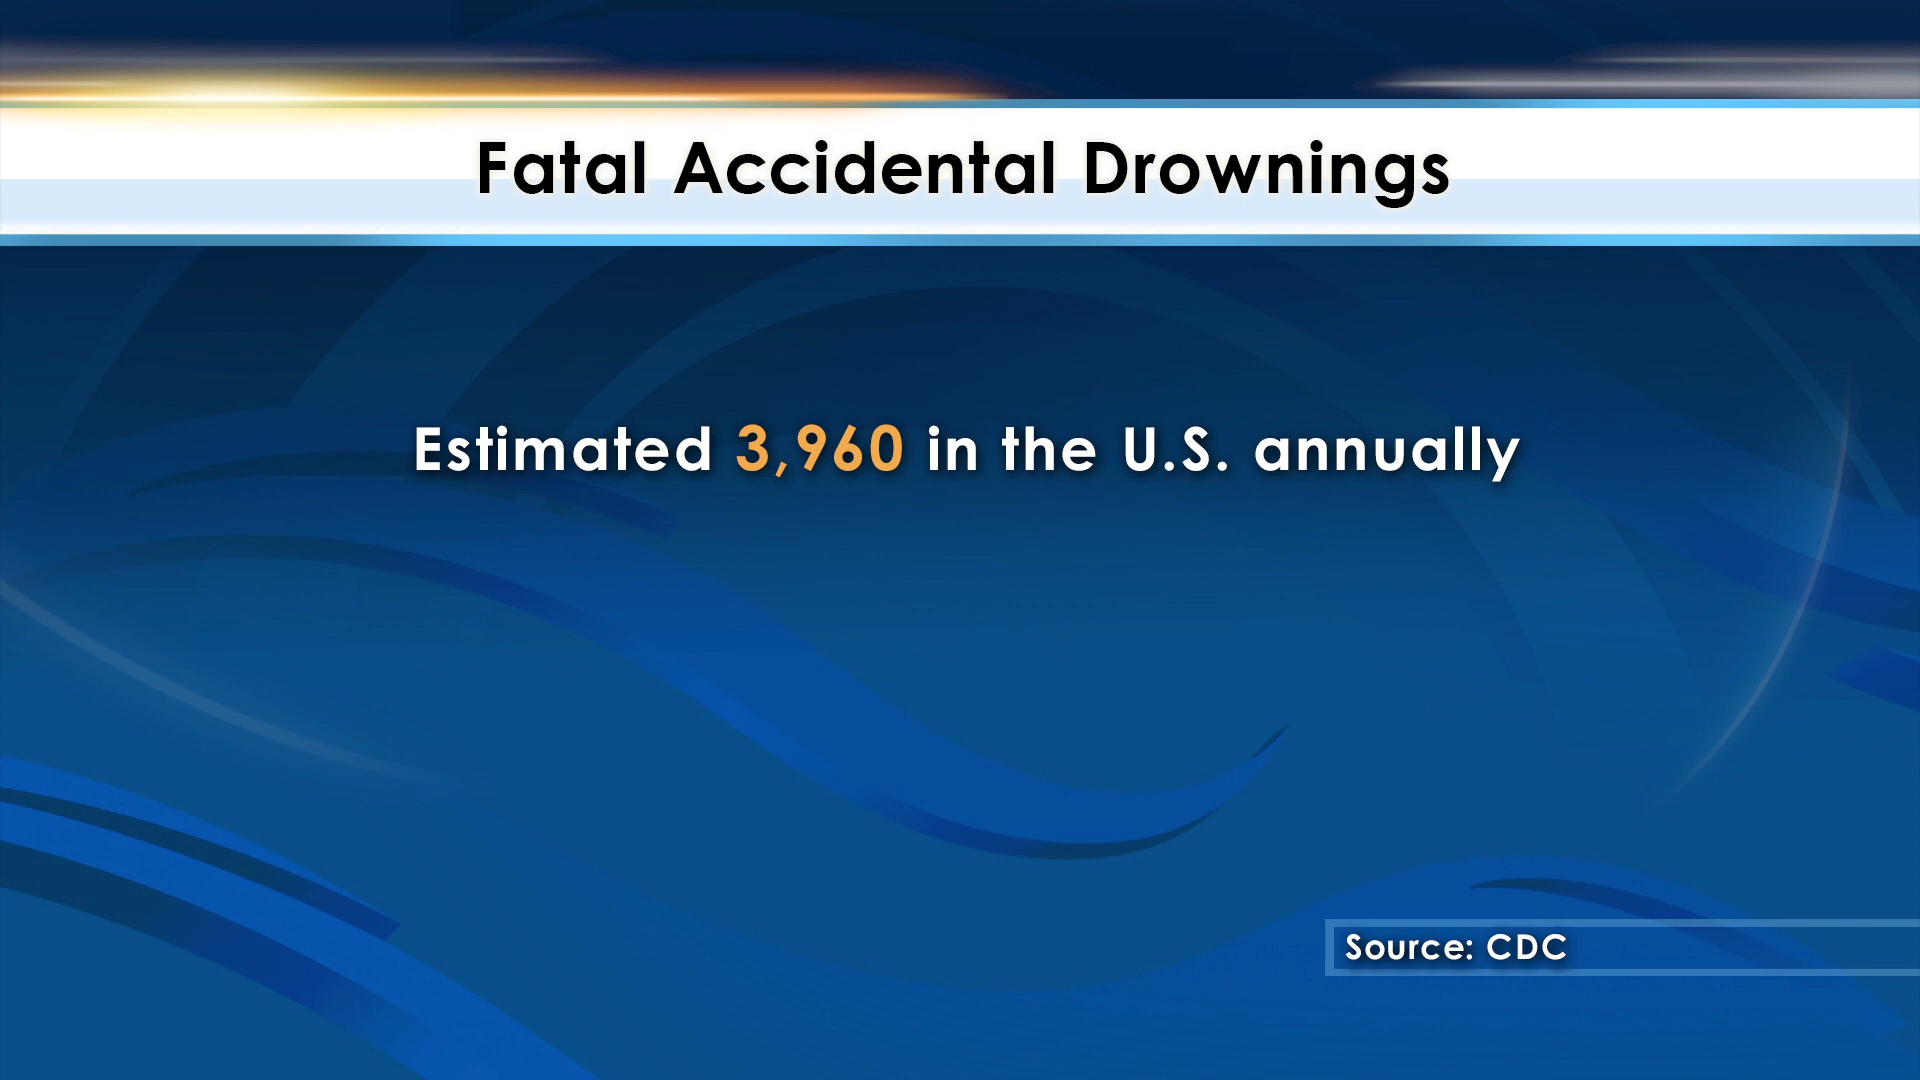 Fatal Accidental Drownings
Estimated 3,960 in the U.S. annually
Source: CDC